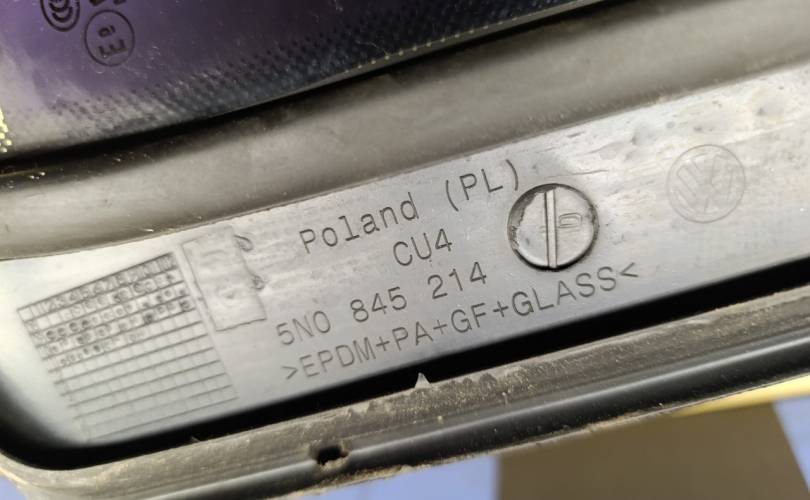 Poland (PL)
CU4
5N0 845 214
>EPDM+PA+GF+GLASS<